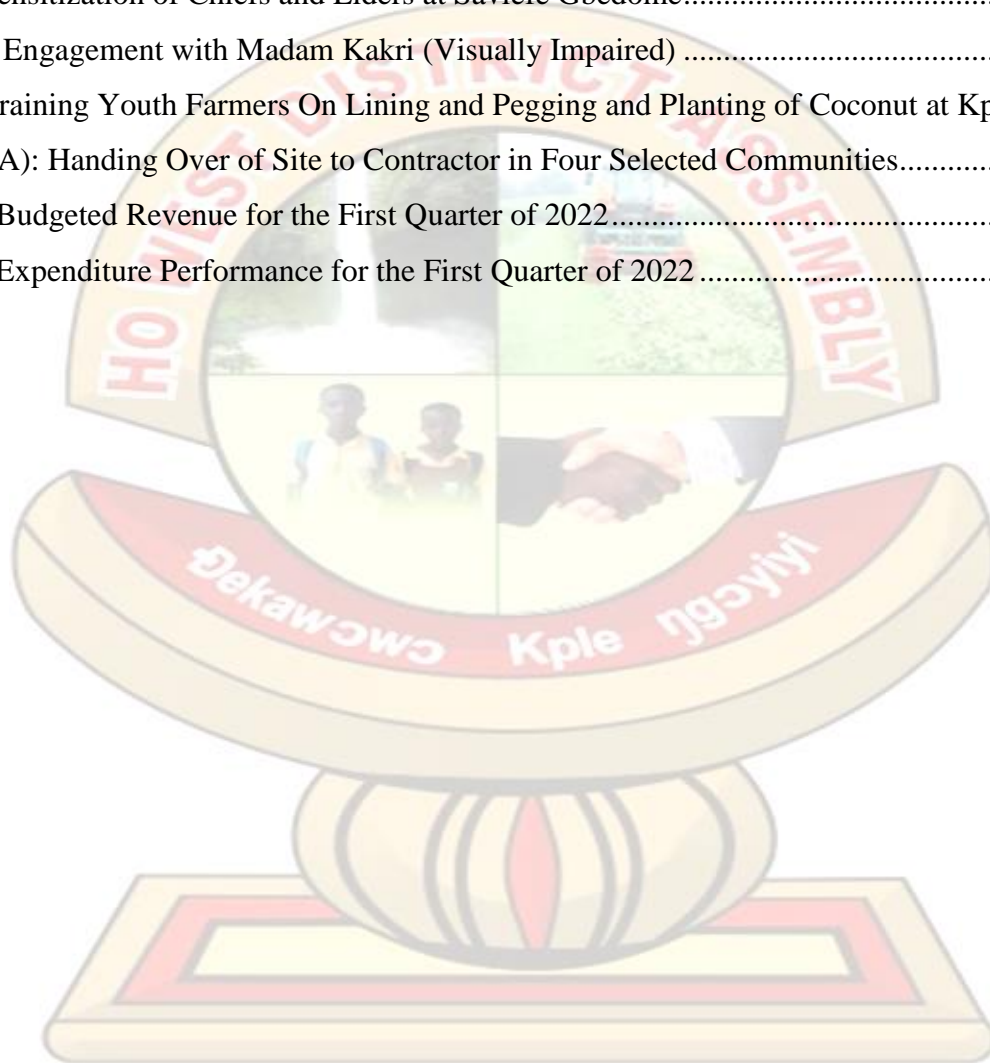 ensitization of Chiefs and Elders at Saviefe Gbedome.......................................
Engagement with Madam Kakri (Visually Impaired) .......................................
raining Youth Farmers On Lining and Pegging and Planting of Coconut at Kp
A): Handing Over of Site to Contractor in Four Selected Communities............
Budgeted Revenue for the First Quarter of 2022................................................
Expenditure Performance for the First Quarter of 2022 .....................................
HO WEST DISTRICT ASSEMBLY
Ɖekawɔwɔ Kple ŋgɔyiyi